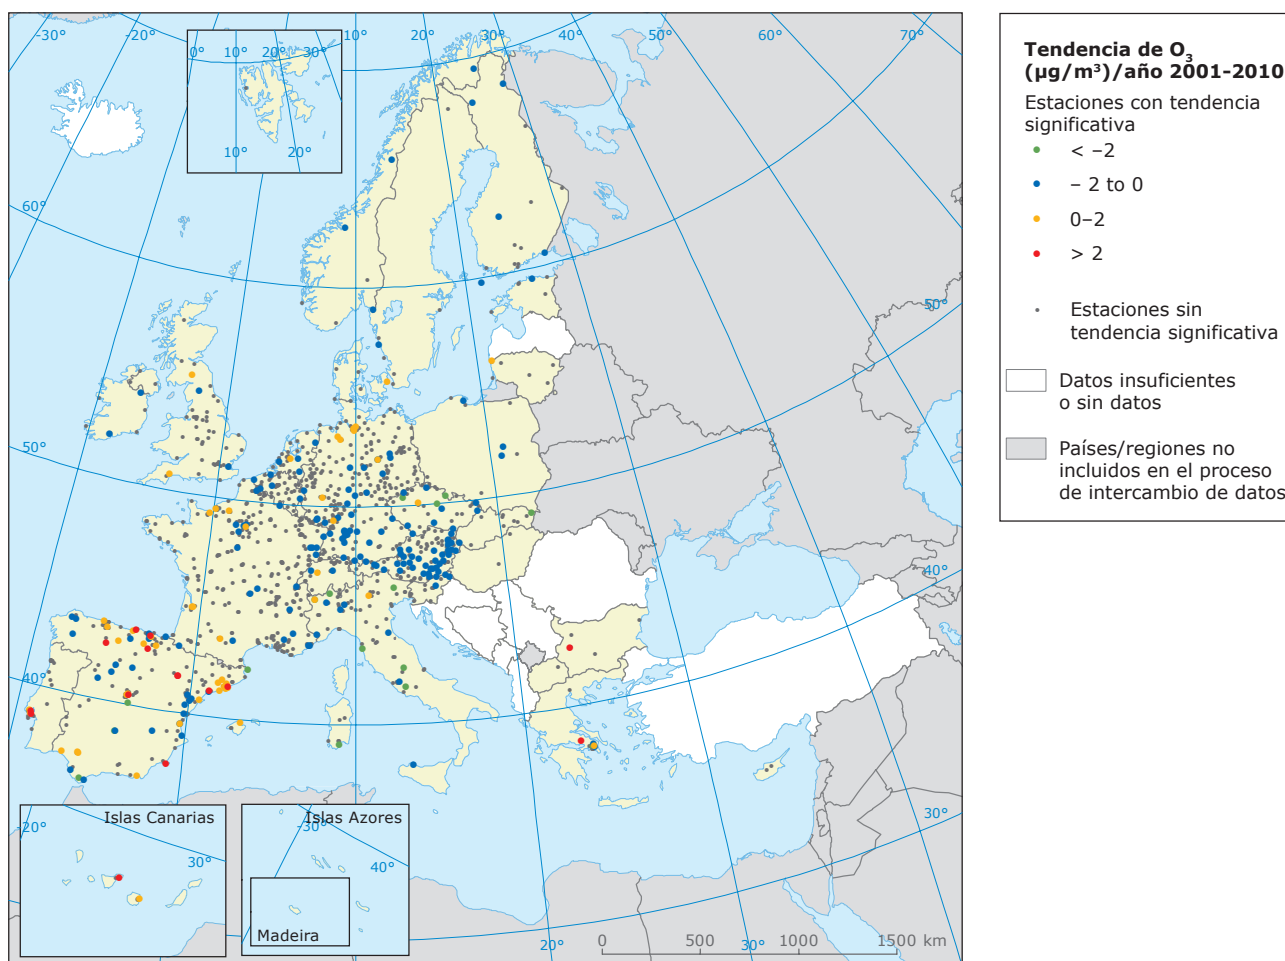 -30°
-20°
-10°
0°
10°
20°
30°
60°
70°
0°
10°
20°
30°
10°
20°
60°
50°
40°
40°
50°
50°
40°
30°
20°
30°
Islas Canarias
-20°
30°
Islas Azores
-30°
40°
Madeira
0
500
1000
1500 km
Tendencia de O₃
(µg/m³)/año 2001-2010
Estaciones con tendencia
significativa
< –2
– 2 to 0
0–2
> 2
Estaciones sin
tendencia significativa
Datos insuficientes
o sin datos
Países/regiones no
incluidos en el proceso
de intercambio de datos